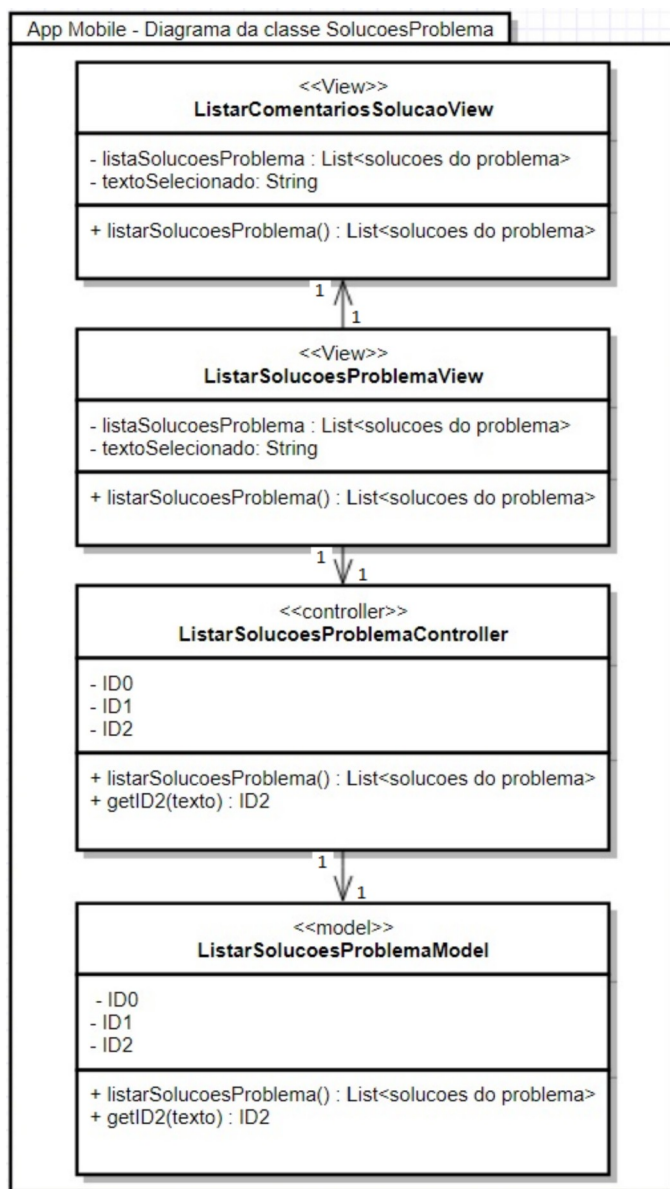 App Mobile - Diagrama da classe SolucoesProblema
<<View>>
ListarComentariosSolucaoView
- listaSolucoesProblema : List<solucoes do problema>
- textoSelecionado: String
+ listarSolucoesProblema() : List<solucoes do problema>
1
1
<<View>>
ListarSolucoesProblemaView
- listaSolucoesProblema : List<solucoes do problema>
- textoSelecionado: String
+ listarSolucoesProblema() : List<solucoes do problema>
1
1
<<controller>>
ListarSolucoesProblemaController
- ID0
- ID1
- ID2
+ listarSolucoesProblema() : List<solucoes do problema>
+ getID2(texto) : ID2
1
1
<<model>>
ListarSolucoesProblemaModel
- ID0
- ID1
- ID2
+ listarSolucoesProblema() : List<solucoes do problema>
+ getID2(texto) : ID2